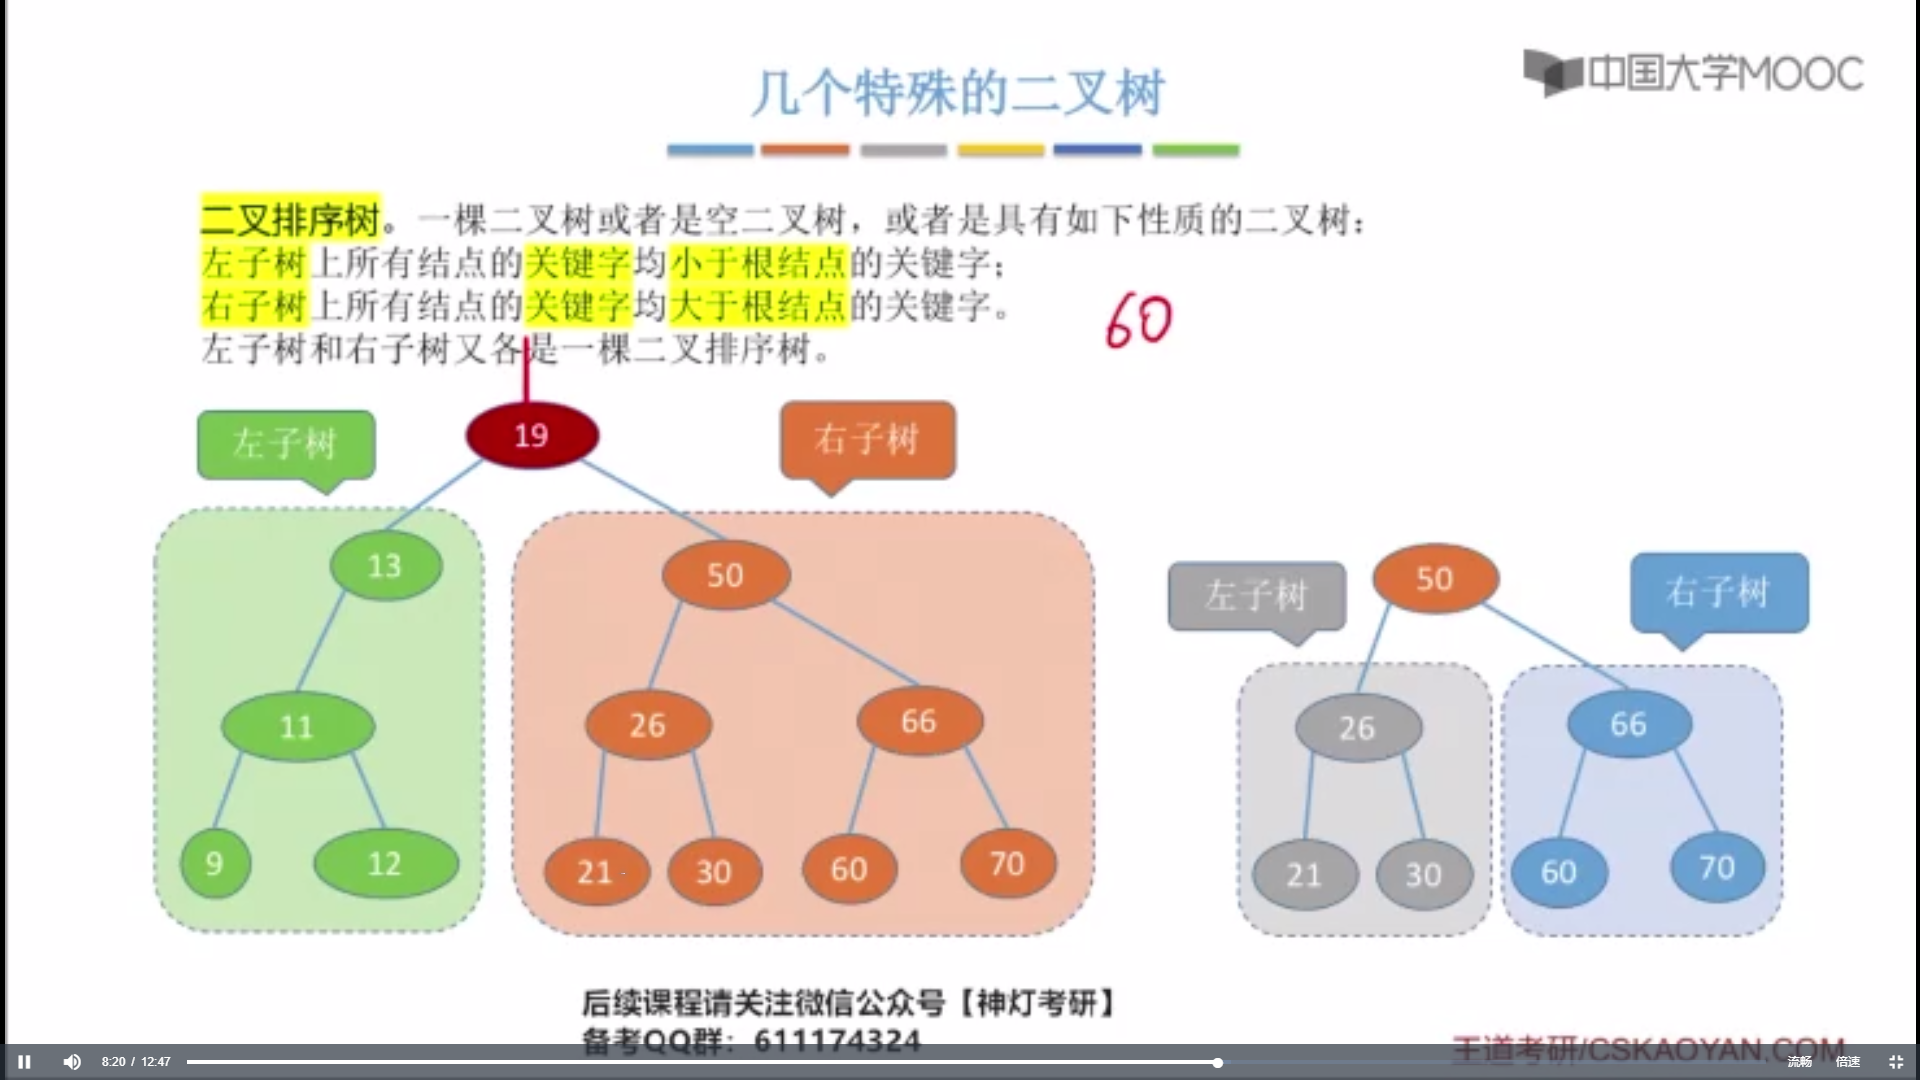 几个特殊的二叉树
中国大学MOOC
二叉排序树。一棵二叉树或者是空二叉树，或者是具有如下性质的二叉树：
左子树上所有结点的关键字均小于根结点的关键字；
右子树上所有结点的关键字均大于根结点的关键字。
左子树和右子树又各是一棵二叉排序树。
60
左子树
19
右子树
13
50
11
26
66
9
12
21
30
60
70
左子树
50
右子树
26
66
21
30
60
70
后续课程请关注微信公众号【神灯考研】
备考QQ群：611174324
王道考研/CSKAOYAN.COM
8:20 / 12:47
流畅
倍速